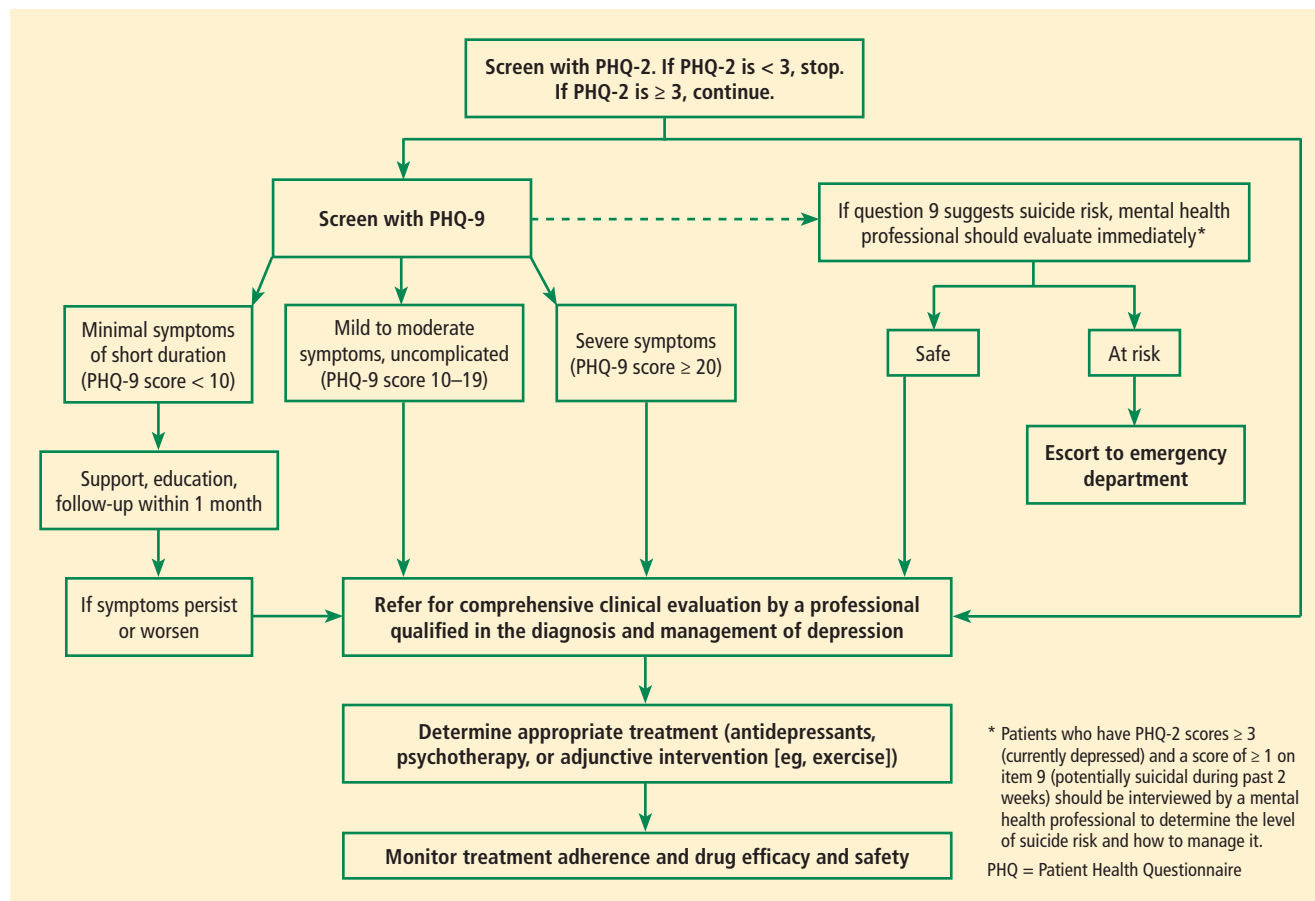 Screen with PHQ-2. If PHQ-2 is < 3, stop.
If PHQ-2 is ≥ 3, continue.
Screen with PHQ-9
If question 9 suggests suicide risk, mental health
professional should evaluate immediately*
Minimal symptoms
of short duration
(PHQ-9 score < 10)
Mild to moderate
symptoms, uncomplicated
(PHQ-9 score 10–19)
Severe symptoms
(PHQ-9 score ≥ 20)
Safe
At risk
Support, education,
follow-up within 1 month
Escort to emergency
department
If symptoms persist
or worsen
Refer for comprehensive clinical evaluation by a professional
qualified in the diagnosis and management of depression
Determine appropriate treatment (antidepressants,
psychotherapy, or adjunctive intervention [eg, exercise])
Monitor treatment adherence and drug efficacy and safety
* Patients who have PHQ-2 scores ≥ 3
(currently depressed) and a score of ≥ 1 on
item 9 (potentially suicidal during past 2
weeks) should be interviewed by a mental
health professional to determine the level
of suicide risk and how to manage it.
PHQ = Patient Health Questionnaire